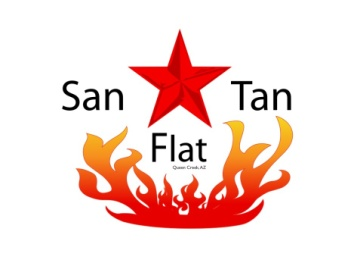 San Tan
Flat
Queen Creek, AZ